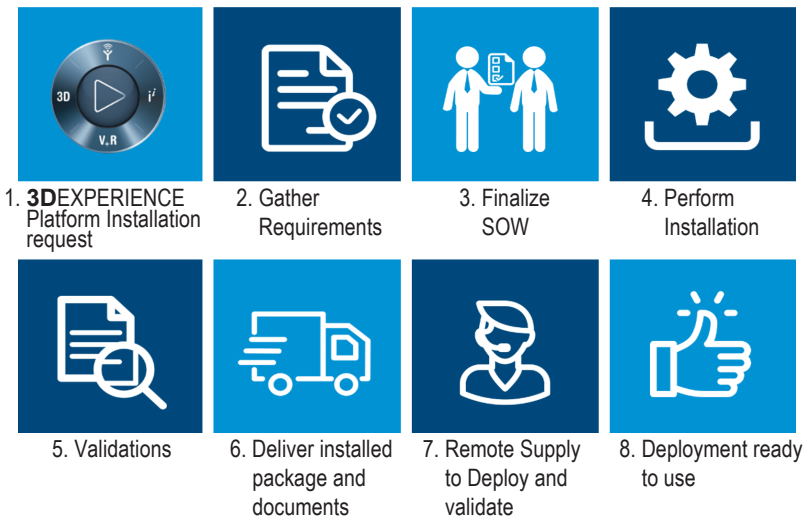 3D
i²
V+R
1. 3DEXPERIENCE
Platform Installation
request
2. Gather
Requirements
3. Finalize
SOW
4. Perform
Installation
5. Validations
6. Deliver installed
package and
documents
7. Remote Supply
to Deploy and
validate
8. Deployment ready
to use